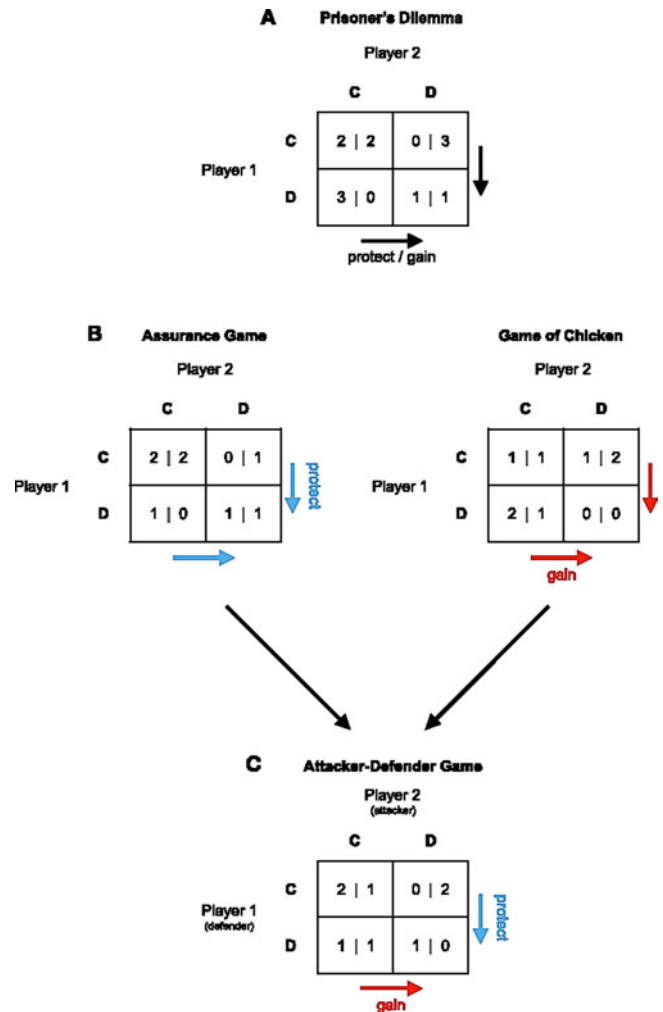 A Prisoner's Dilemma
Player 2
C D
C 2 | 2 0 | 3
Player 1
D 3 | 0 1 | 1
protect / gain
B Assurance Game
Player 2
C D
C 2 | 2 0 | 1
Player 1
D 1 | 0 1 | 1
protect
Game of Chicken
Player 2
C D
C 1 | 1 1 | 2
Player 1
D 2 | 1 0 | 0
gain
C Attacker-Defender Game
Player 2
(attacker)
C D
C 2 | 1 0 | 2
Player 1
(defender)
D 1 | 1 1 | 0
protect
gain